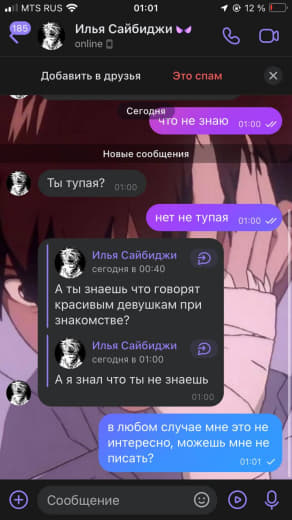 MTS RUS
01:01
12 %
185
Илья Сайбиджи
online
Добавить в друзья
Это спам
Сегодня
что не знаю
01:00
Новые сообщения
Ты тупая?
01:00
нет не тупая
01:00
Илья Сайбиджи
сегодня в 00:40
А ты знаешь что говорят
красивым девушкам при
знакомстве?
Илья Сайбиджи
сегодня в 01:00
А я знал что ты не знаешь
01:00
в любом случае мне это не
интересно, можешь мне не
писать?
01:01
Сообщение